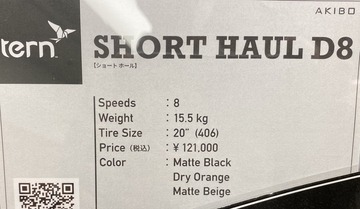 AKIBO
tern
SHORT HAUL D8
【ショート ホール】
Speeds : 8
Weight : 15.5 kg
Tire Size : 20" (406)
Price (税込) : ¥ 121,000
Color : Matte Black
Dry Orange
Matte Beige